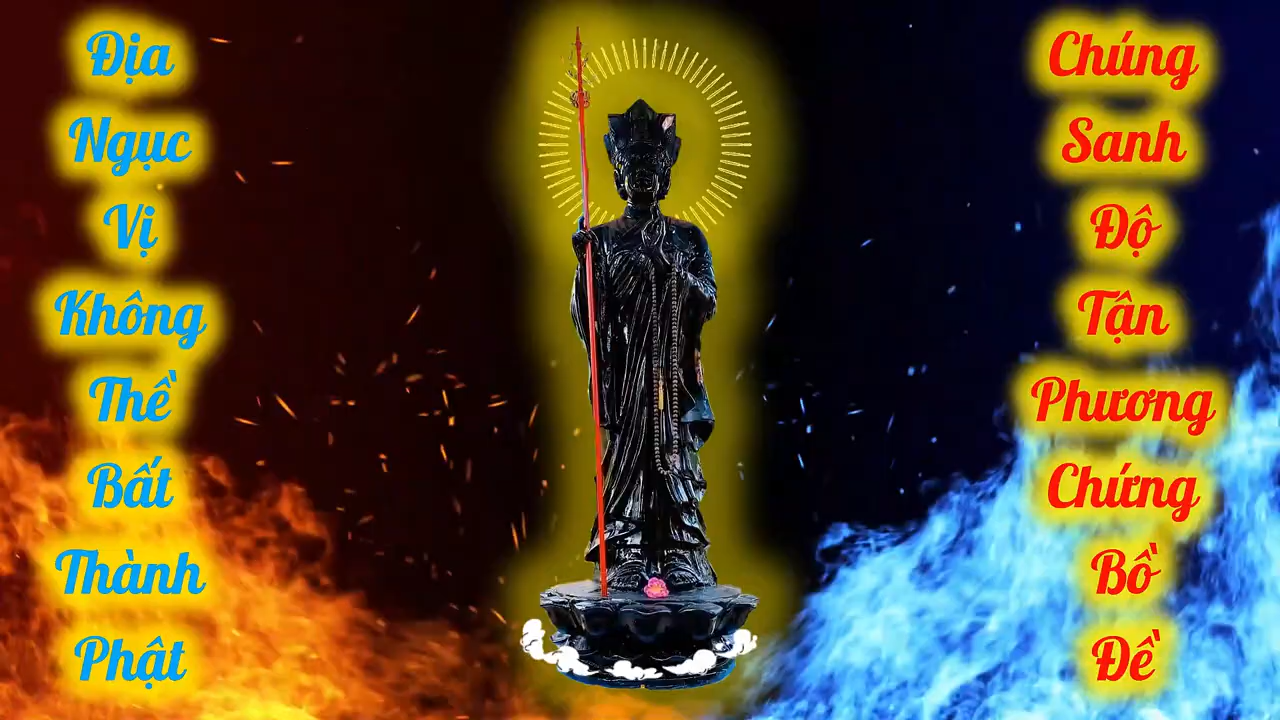 Địa
Ngục
Vị
Không
Thề
Bất
Thành
Phật
Chúng
Sanh
Độ
Tận
Phương
Chứng
Bồ
Đề